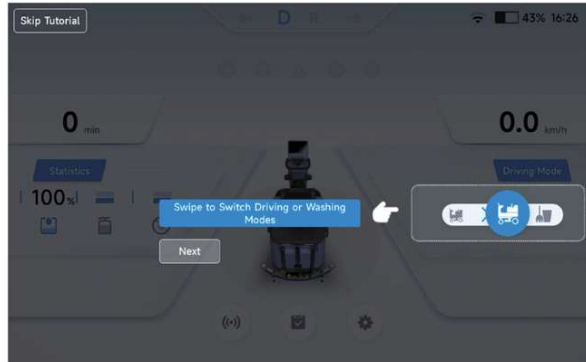 Skip Tutorial
D R
43% 16:26
0 min
0.0 km/h
Statistics
Driving Mode
100%
Swipe to Switch Driving or Washing
Modes
Next